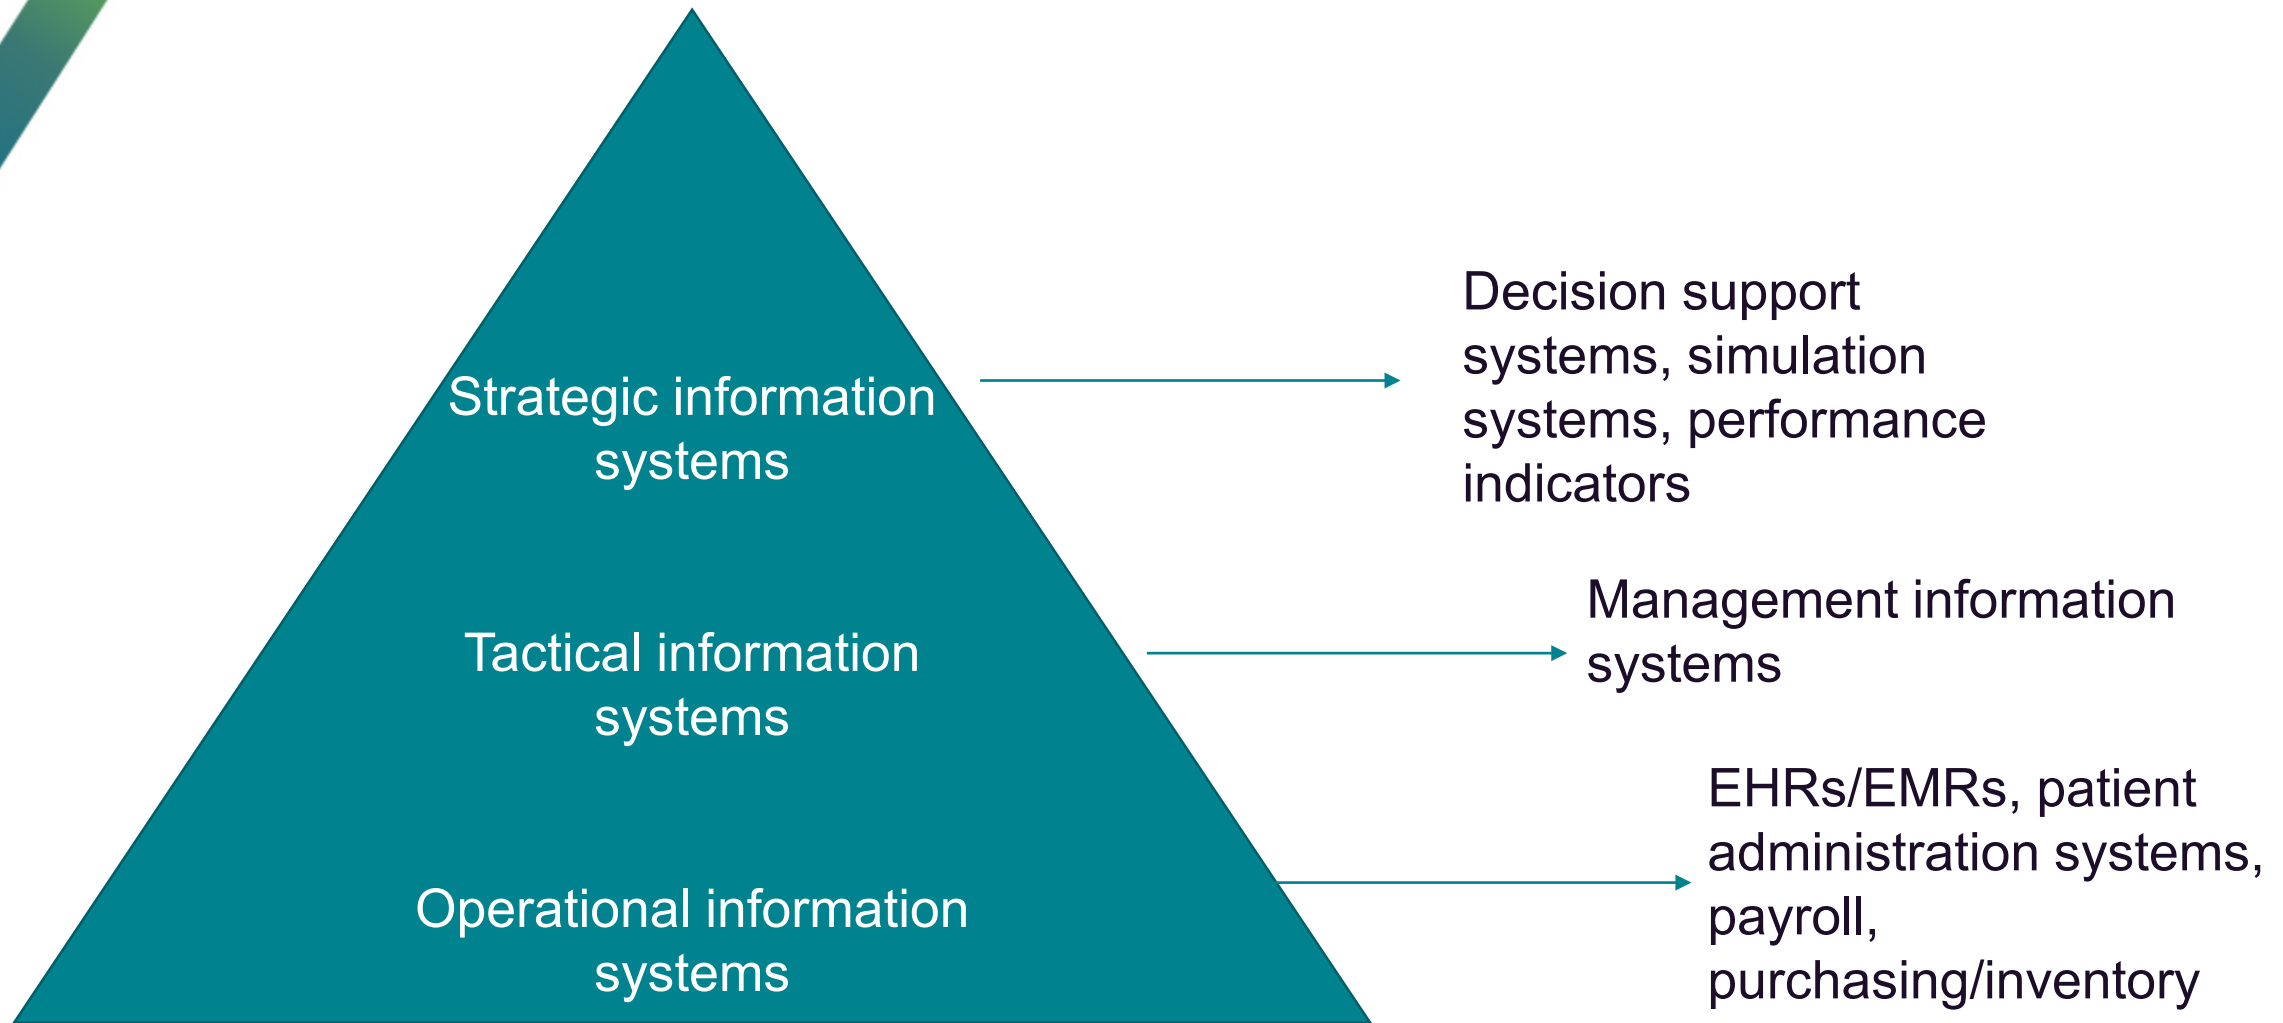 Strategic information
systems
Decision support
systems, simulation
systems, performance
indicators
Tactical information
systems
Management information
systems
Operational information
systems
EHRs/EMRs, patient
administration systems,
payroll,
purchasing/inventory